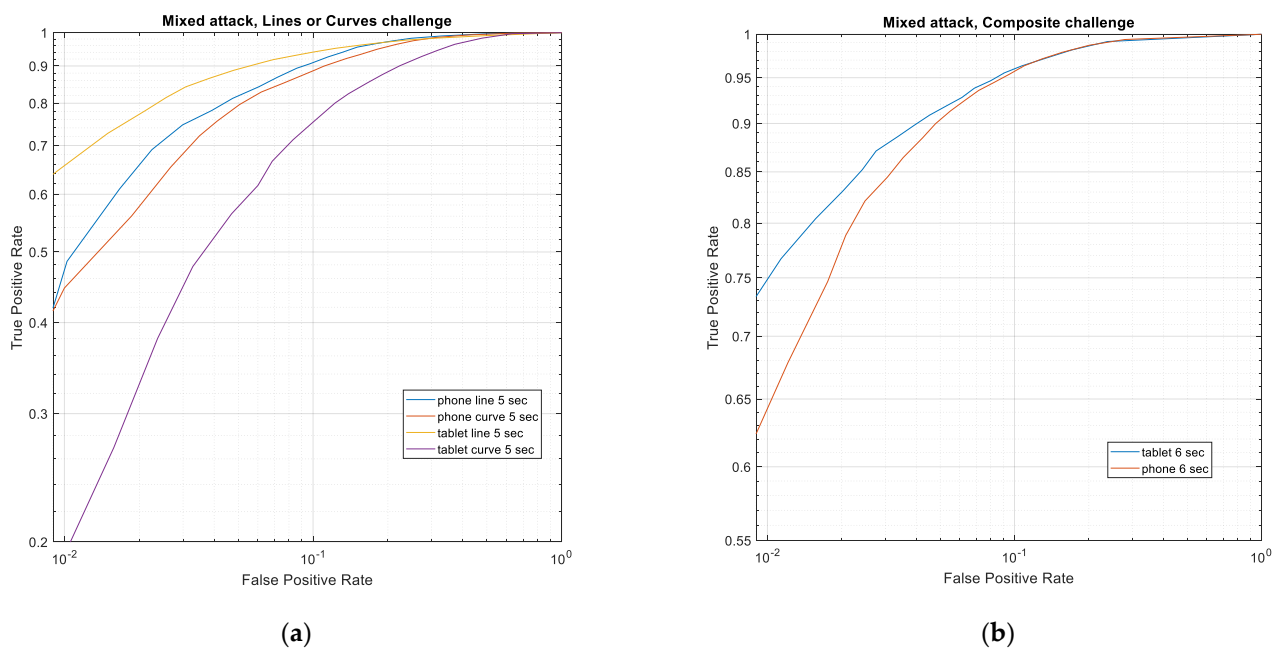 Mixed attack, Lines or Curves challenge
True Positive Rate
1
0.9
0.8
0.7
0.6
0.5
0.4
0.3
0.2
phone line 5 sec
phone curve 5 sec
tablet line 5 sec
tablet curve 5 sec
10⁻² 10⁻¹ 10⁰
False Positive Rate
(a)
Mixed attack, Composite challenge
True Positive Rate
1
0.95
0.9
0.85
0.8
0.75
0.7
0.65
0.6
0.55
tablet 6 sec
phone 6 sec
10⁻² 10⁻¹ 10⁰
False Positive Rate
(b)